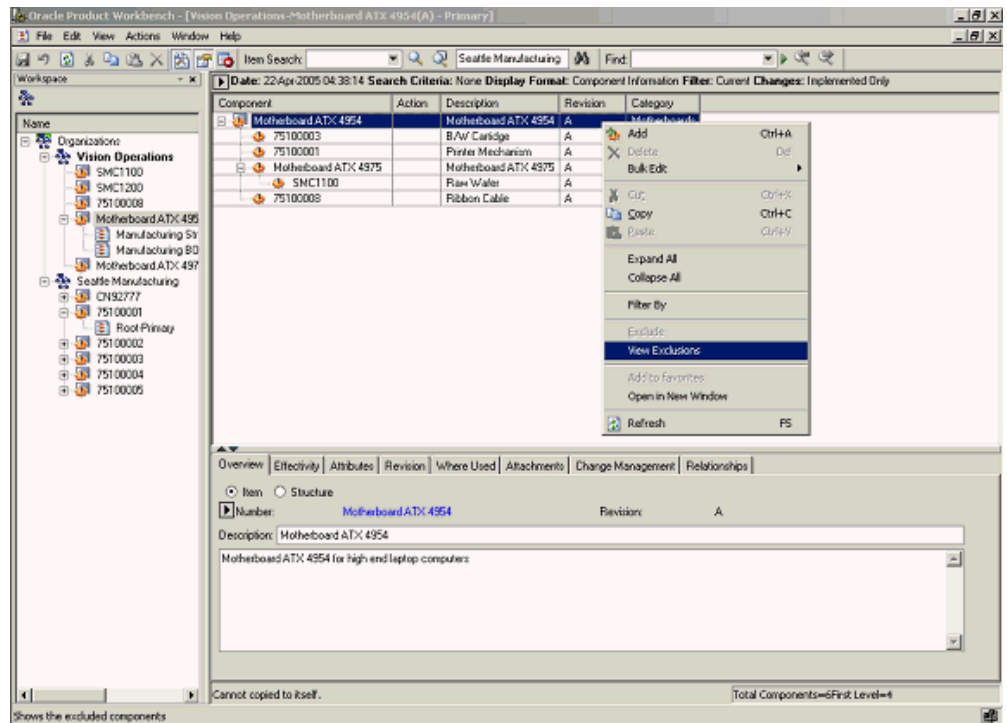 Oracle Product Workbench - [Vision Operations-Motherboard ATX 4954(A) - Primary]
File Edit View Actions Window Help
Item Search: Seattle Manufacturing Find:
Workspace
Date: 22-Apr-2005 04:38:14 Search Criteria: None Display Format: Component Information Filter: Current Changes: Implemented Only
Name
Organizations
Vision Operations
SMC1100
SMC1200
75100008
Motherboard ATX 495
Manufacturing Str
Manufacturing BO
Motherboard ATX 497
Seattle Manufacturing
CN92777
75100001
Root-Primary
75100002
75100003
75100004
75100005
Component Action Description Revision Category
Motherboard ATX 4954 Motherboard ATX 4954 A Motherboards
75100003 B/W Cartidge A
75100001 Printer Mechanism A
Motherboard ATX 4975 Motherboard ATX 4975 A
SMC1100 Raw Wafer A
75100008 Ribbon Cable A
Add Ctrl+A
Delete Del
Bulk Edit
Cut Ctrl+X
Copy Ctrl+C
Paste Ctrl+V
Expand All
Collapse All
Filter By
Exclude
View Exclusions
Add to favorites
Open in New Window
Refresh F5
Overview Effectivity Attributes Revision Where Used Attachments Change Management Relationships
Item Structure
Number: Motherboard ATX 4954 Revision: A
Description: Motherboard ATX 4954
Motherboard ATX 4954 for high end laptop computers
Cannot copied to itself. Total Components=6First Level=4
Shows the excluded components